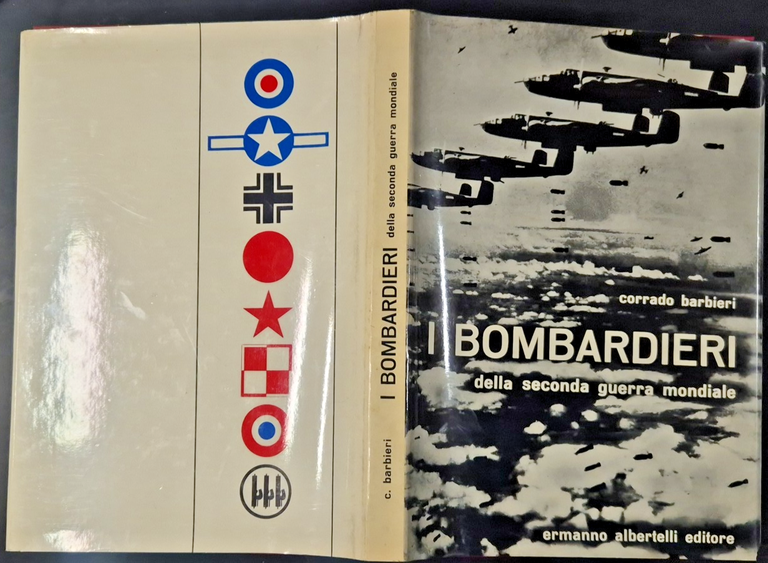 c. barbieri I BOMBARDIERI della seconda guerra mondiale
corrado barbieri
I BOMBARDIERI
della seconda guerra mondiale
ermanno albertelli editore